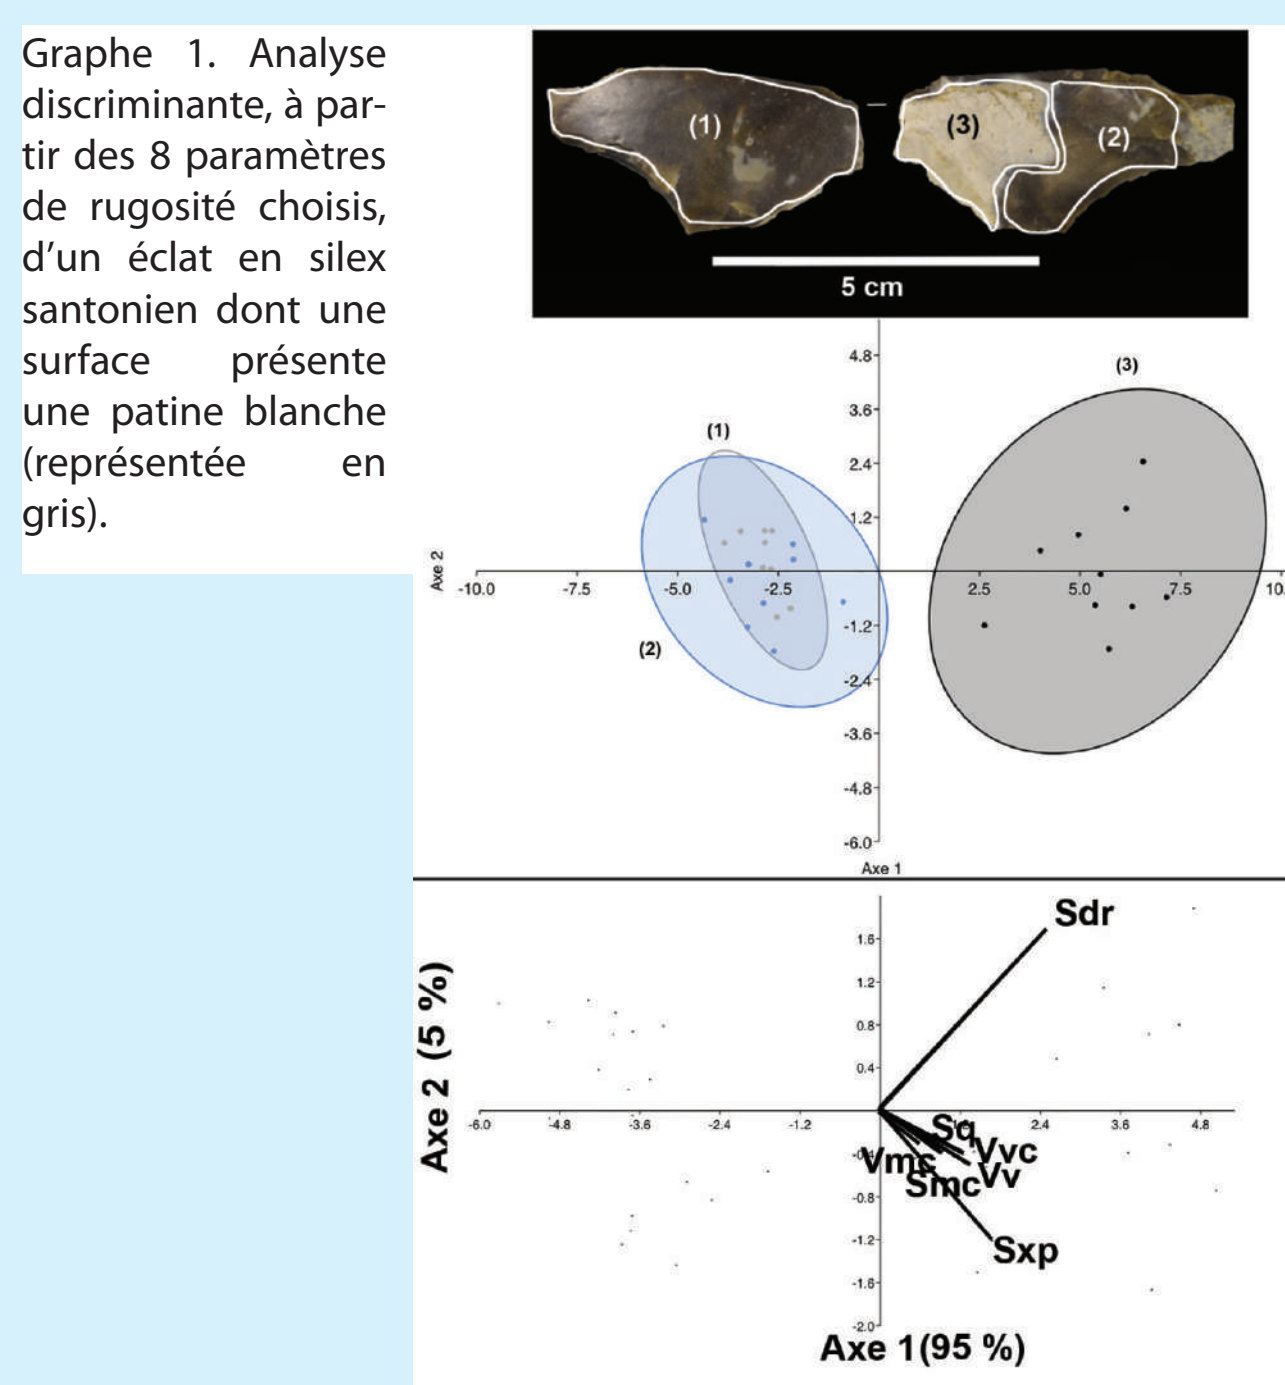 Graphe 1. Analyse
discriminante, à par-
tir des 8 paramètres
de rugosité choisis,
d’un éclat en silex
santonien dont une
surface présente
une patine blanche
(représentée en
gris).
(1)
(3)
(2)
5 cm
4.8
(3)
3.6
(1)
2.4
1.2
Axe 2
-10.0 -7.5 -5.0 -2.5 2.5 5.0 7.5 10.
-1.2
(2)
-2.4
-3.6
-4.8
-6.0
Axe 1
Sdr
1.6
1.2
0.8
0.4
Axe 2 (5 %)
-6.0 -4.8 -3.6 -2.4 -1.2 2.4 3.6 4.8
Sq
Vvc
-0.4
Vmc
Vv
Smc
-0.8
-1.2
Sxp
-1.6
-2.0
Axe 1(95 %)